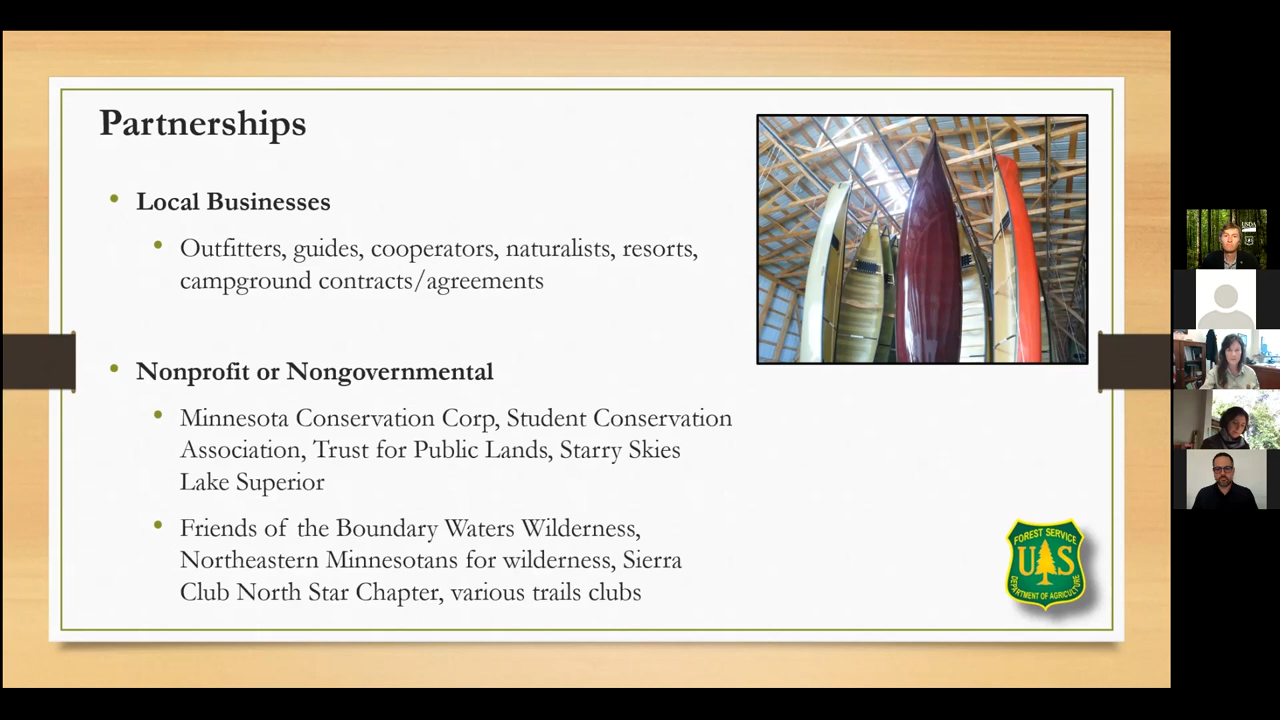 Partnerships
Local Businesses
Outfitters, guides, cooperators, naturalists, resorts,
campground contracts/agreements
Nonprofit or Nongovernmental
Minnesota Conservation Corp, Student Conservation
Association, Trust for Public Lands, Starry Skies
Lake Superior
Friends of the Boundary Waters Wilderness,
Northeastern Minnesotans for wilderness, Sierra
Club North Star Chapter, various trails clubs
FOREST SERVICE
U S
DEPARTMENT OF AGRICULTURE
USDA